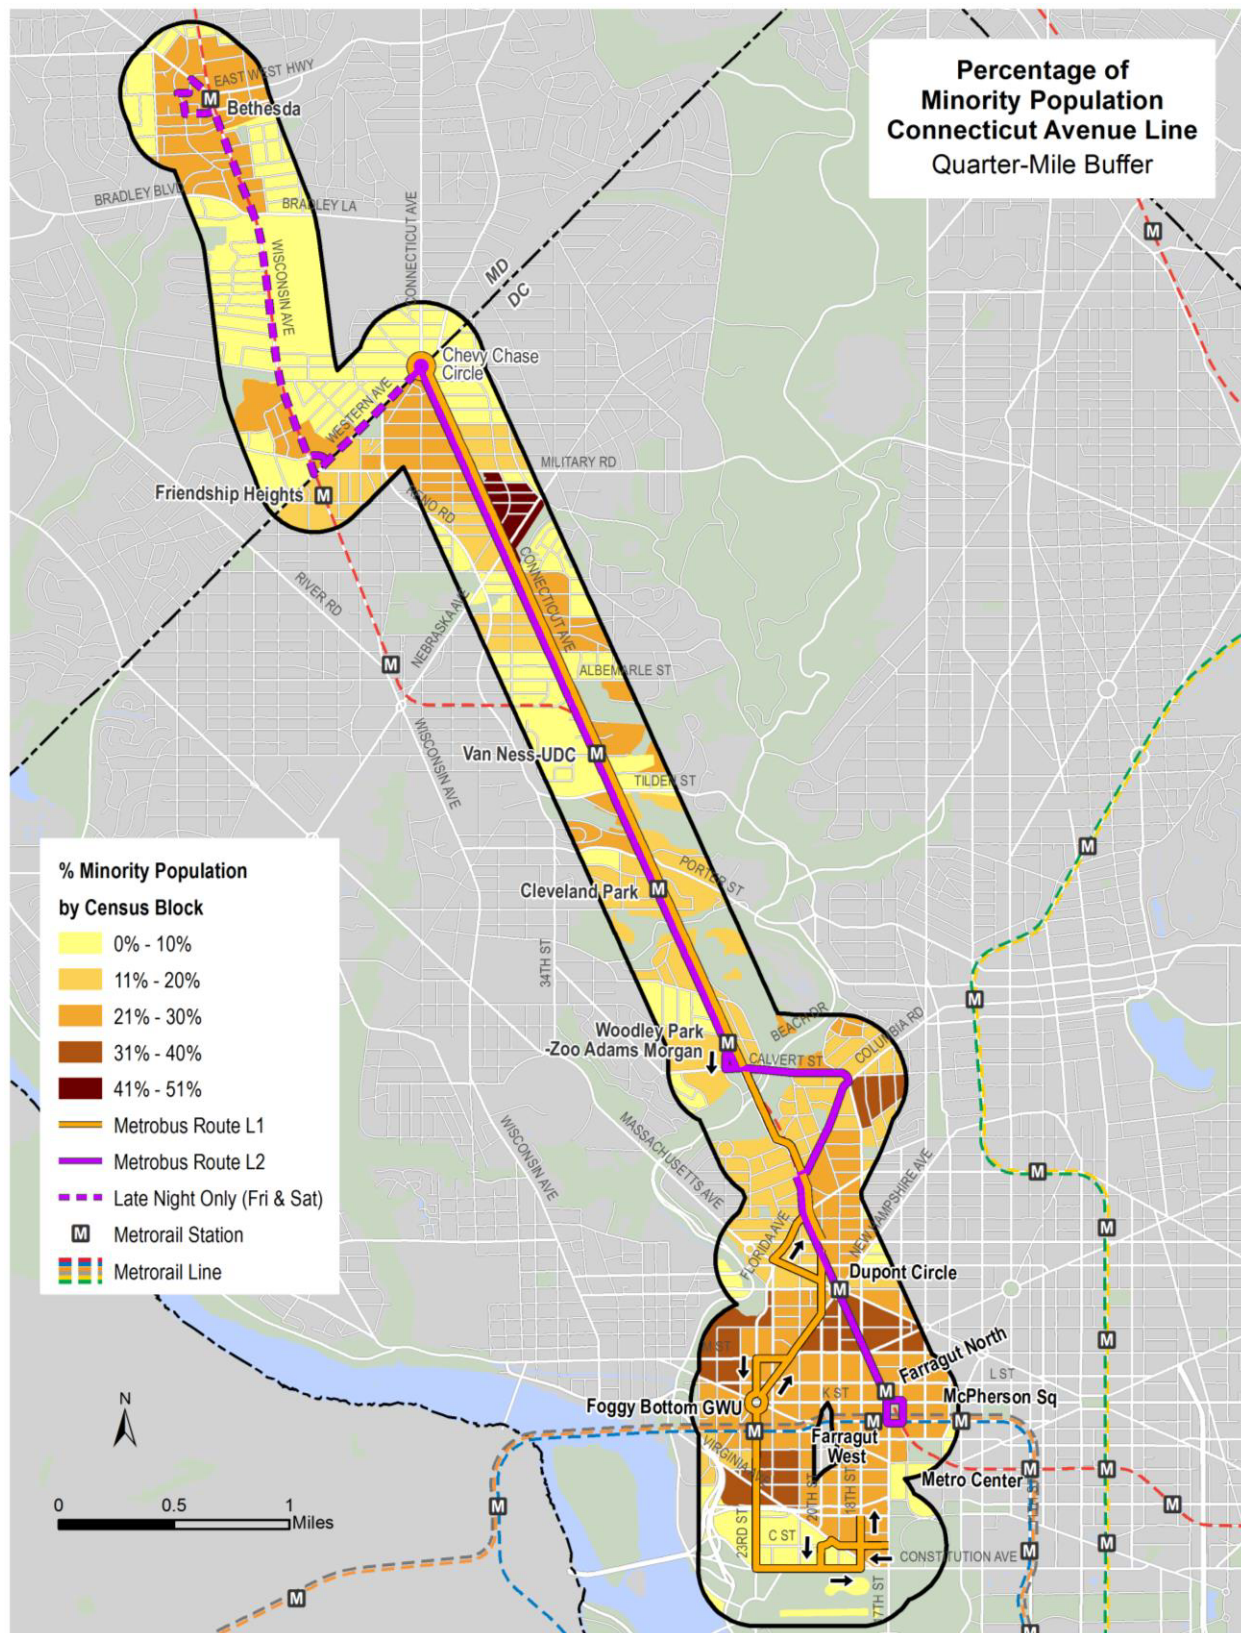 Percentage of
Minority Population
Connecticut Avenue Line
Quarter-Mile Buffer
EAST WEST HWY
M
Bethesda
BRADLEY BLVD
BRADLEY LA
CONNECTICUT AVE
WISCONSIN AVE
MD
DC
M
Chevy Chase
Circle
WESTERN AVE
MILITARY RD
Friendship Heights
M
RENO RD
CONNECTICUT AVE
RIVER RD
NEBRASKA AVE
M
ALBEMARLE ST
WISCONSIN AVE
Van Ness-UDC
M
TILDEN ST
M
PORTER ST
Cleveland Park
M
34TH ST
M
BEACH DR
COLUMBIA RD
Woodley Park
-Zoo Adams Morgan
M
CALVERT ST
MASSACHUSETTS AVE
WISCONSIN AVE
M
NEW HAMPSHIRE AVE
FLORIDA AVE
M
Dupont Circle
M
M ST
M
Farragut North
L ST
M
K ST
McPherson Sq
Foggy Bottom GWU
M
M
M
Farragut
West
VIRGINIA AVE
Metro Center
M
M
20TH ST
18TH ST
M
M
23RD ST
C ST
CONSTITUTION AVE
M
M
17TH ST
M
M
% Minority Population
by Census Block
0% - 10%
11% - 20%
21% - 30%
31% - 40%
41% - 51%
Metrobus Route L1
Metrobus Route L2
Late Night Only (Fri & Sat)
M Metrorail Station
Metrorail Line
N
0 0.5 1
Miles